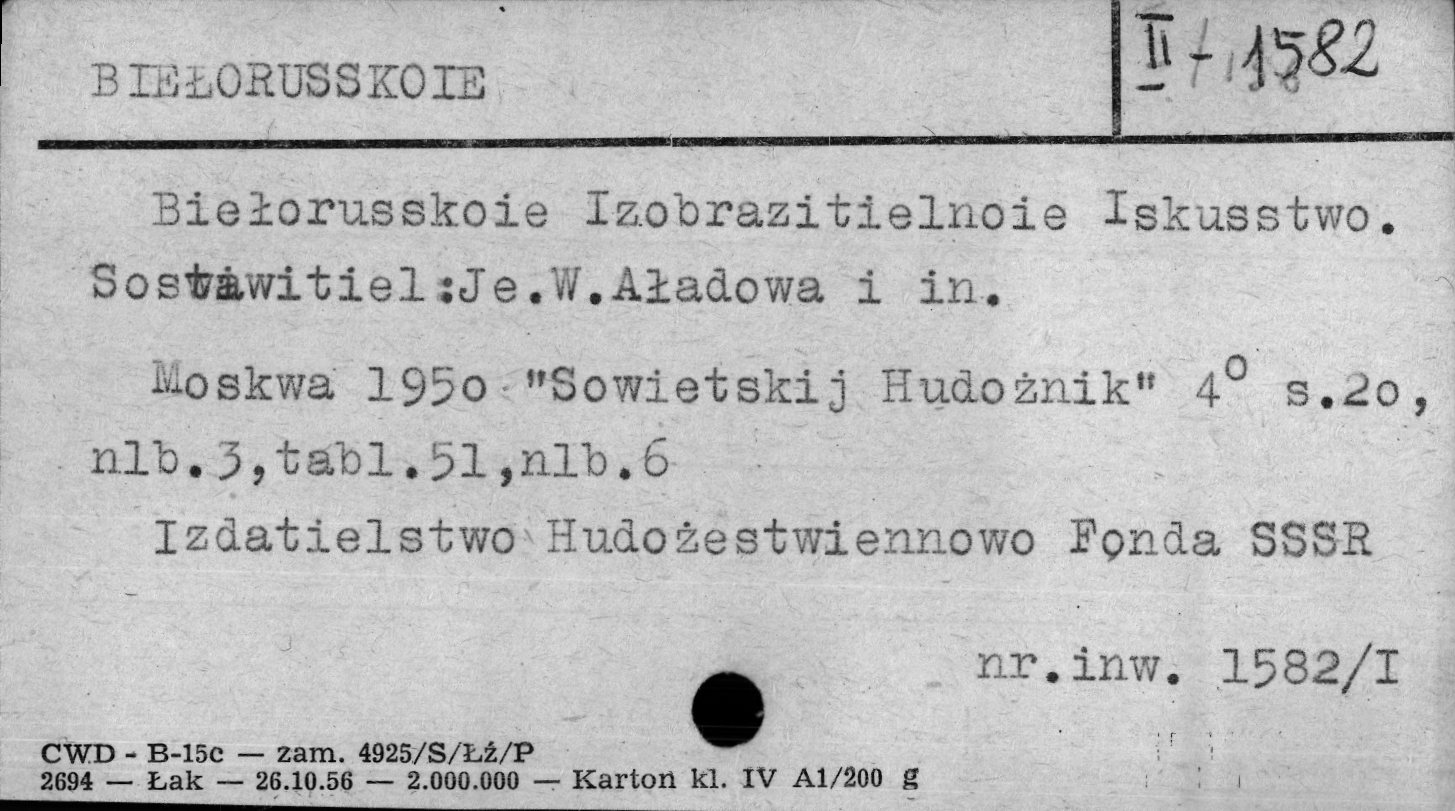 BIEŁORUSSKOIE
II - 1582
Biełorusskoie Izobrazitielnoie Iskusstwo.
Sostawitiel:Je.W.Aładowa i in.
Moskwa 195o "Sowietskij Hudożnik" 4° s.2o,
nlb.3,tabl.51,nlb.6
Izdatielstwo Hudożestwiennowo Fonda SSSR
nr.inw. 1582/I
CWD - B-15c — zam. 4925/S/Łź/P
2694 — Łak — 26.10.56 — 2.000.000 — Karton kl. IV A1/200 g